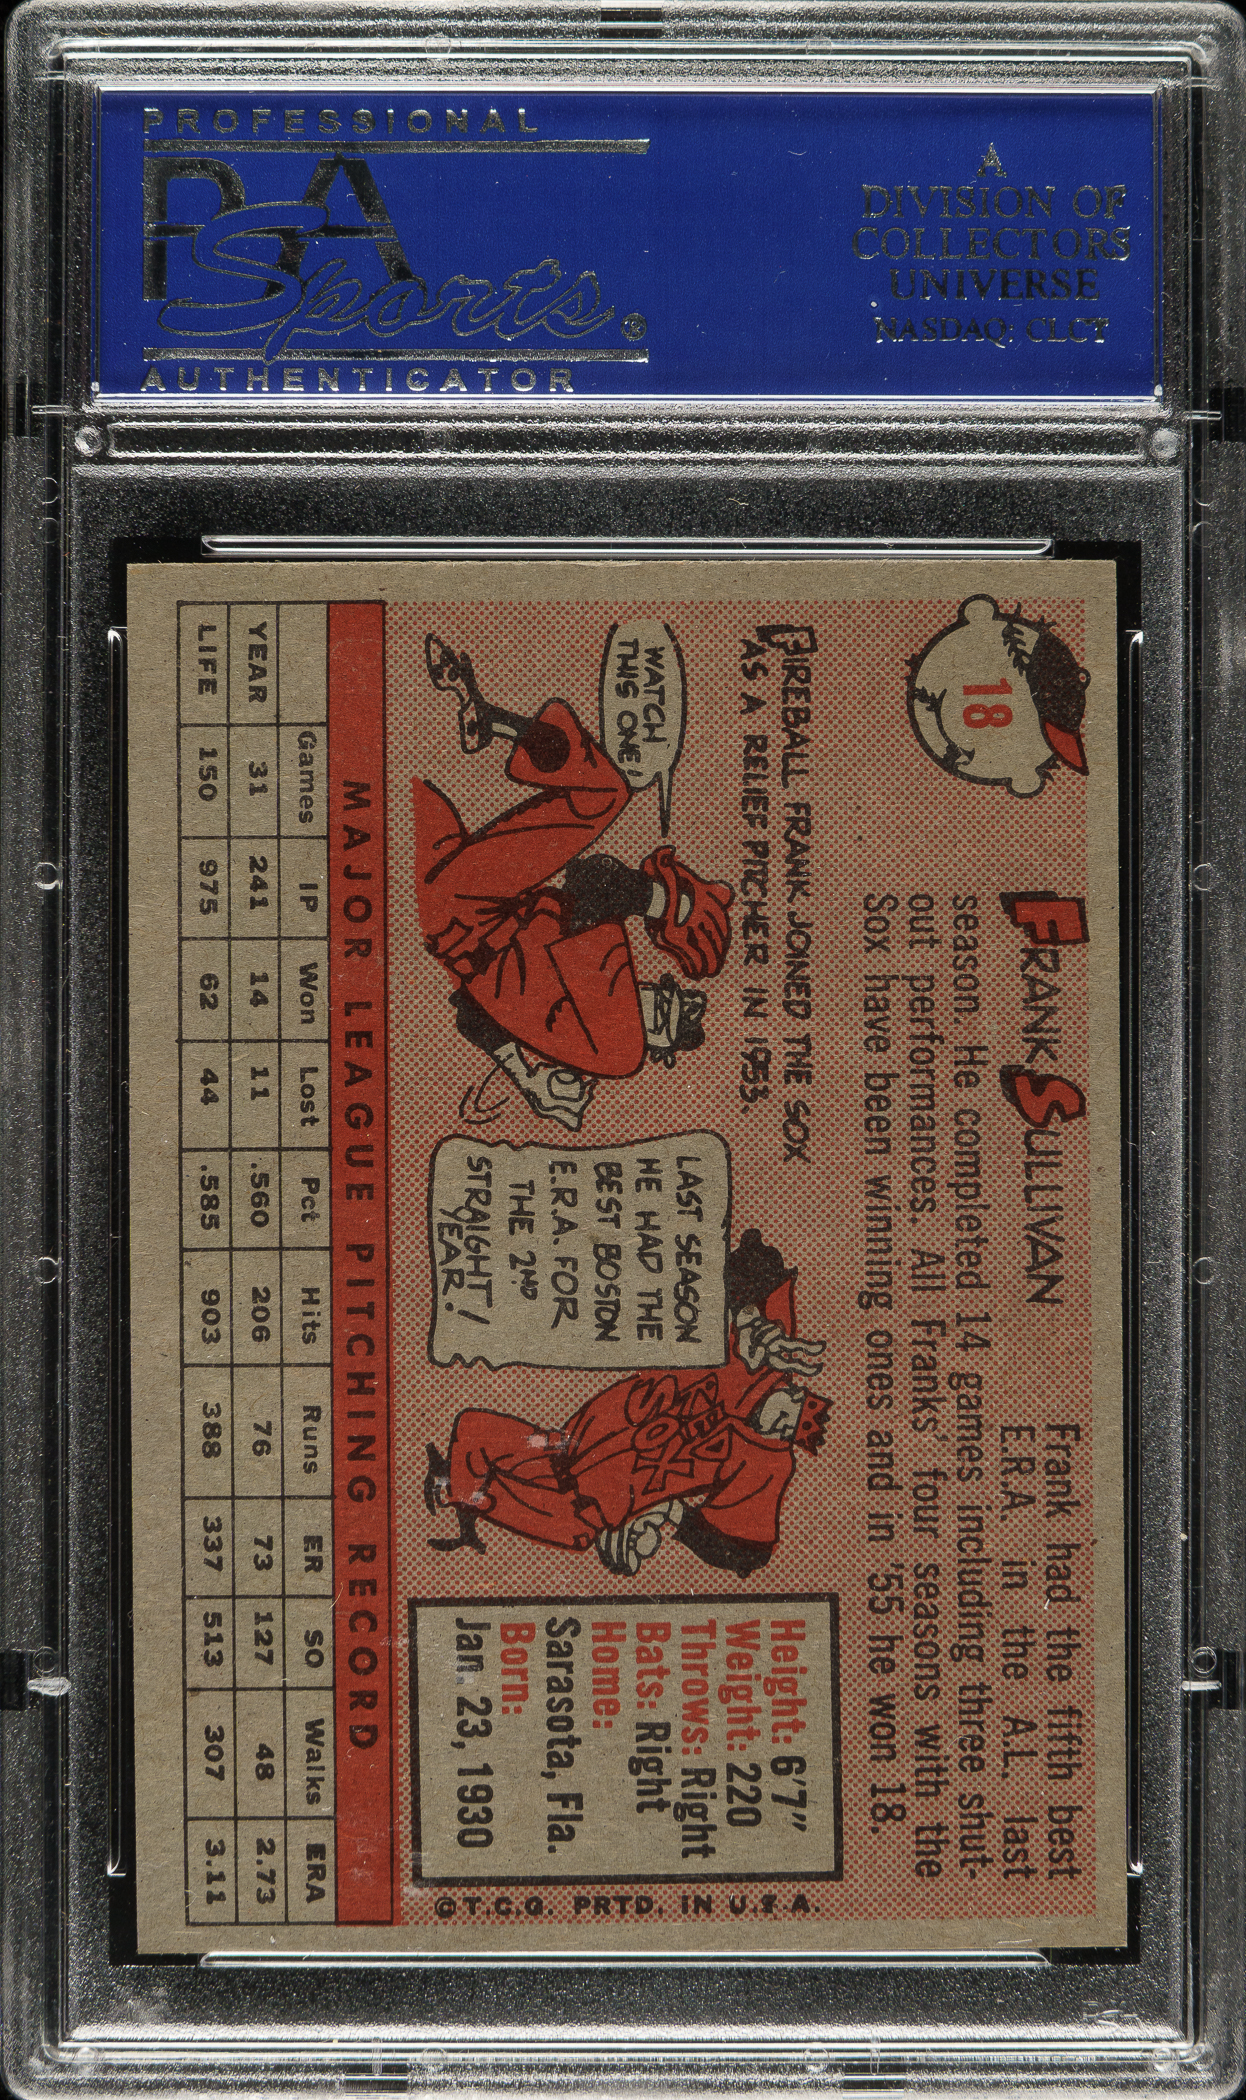 PROFESSIONAL
PSA
Sports®
AUTHENTICATOR
A
DIVISION OF
COLLECTORS
UNIVERSE
NASDAQ: CLCT
18
FRANK SULLIVAN
Frank had the fifth best
E.R.A. in the A.L. last
season. He completed 14 games including three shut-
out performances. All Franks' four seasons with the
Sox have been winning ones and in '55 he won 18.
FIREBALL FRANK JOINED THE SOX
AS A RELIEF PITCHER IN 1953.
WATCH
THIS ONE!
LAST SEASON
HE HAD THE
BEST BOSTON
E.R.A. FOR
THE 2ND
STRAIGHT
YEAR!
RED
SOX
Height: 6'7"
Weight: 220
Throws: Right
Bats: Right
Home:
Sarasota, Fla.
Born:
Jan. 23, 1930
MAJOR LEAGUE PITCHING RECORD
Games IP Won Lost Pct Hits Runs ER SO Walks ERA
YEAR 31 241 14 11 .560 206 76 73 127 48 2.73
LIFE 150 975 62 44 .585 903 388 337 513 307 3.11
© T.C.G. PRTD. IN U.S.A.